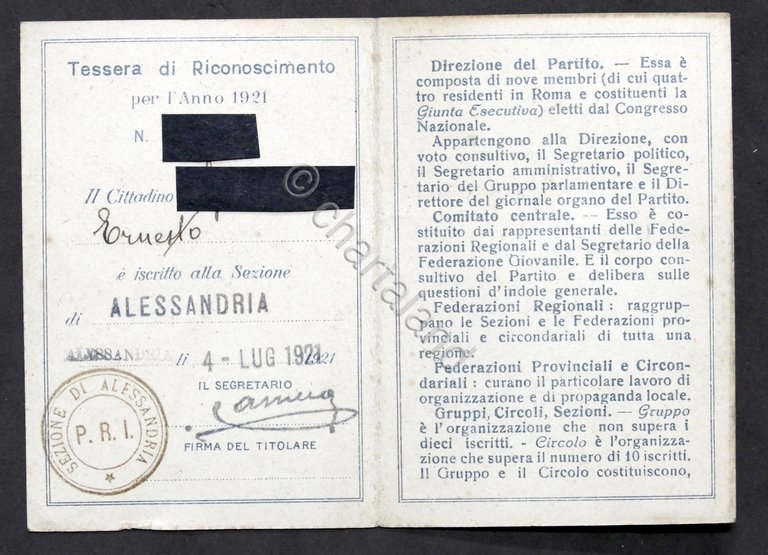 Tessera di Riconoscimento
per l'Anno 1921
N.
Il Cittadino
Ernesto
è iscritto alla Sezione
di ALESSANDRIA
ALESSANDRIA li 4 - LUG 1921 1921
IL SEGRETARIO
FIRMA DEL TITOLARE
SEZIONE DI ALESSANDRIA
P. R. I.
Direzione del Partito. — Essa è
composta di nove membri (di cui quat-
tro residenti in Roma e costituenti la
Giunta Esecutiva) eletti dal Congresso
Nazionale.
Appartengono alla Direzione, con
voto consultivo, il Segretario politico,
il Segretario amministrativo, il Segre-
tario del Gruppo parlamentare e il Di-
rettore del giornale organo del Partito.
Comitato centrale. — Esso è co-
stituito dai rappresentanti delle Fede-
razioni Regionali e dal Segretario della
Federazione Giovanile. E il corpo con-
sultivo del Partito e delibera sulle
questioni d'indole generale.
Federazioni Regionali : raggrup-
pano le Sezioni e le Federazioni pro-
vinciali e circondariali di tutta una
regione.
Federazioni Provinciali e Circon-
dariali : curano il particolare lavoro di
organizzazione e di propaganda locale.
Gruppi, Circoli, Sezioni. — Gruppo
è l'organizzazione che non supera i
dieci iscritti. - Circolo è l'organizza-
zione che supera il numero di 10 iscritti.
Il Gruppo e il Circolo costituiscono,